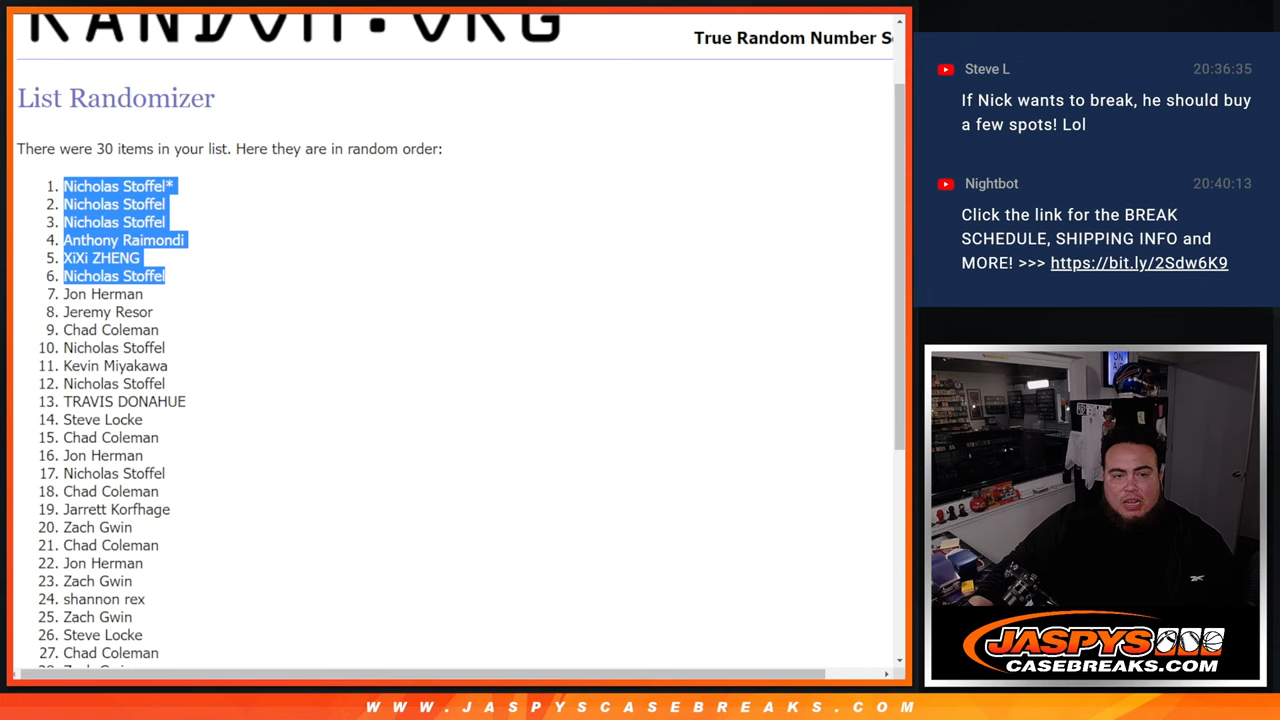 RANDOM.ORG
True Random Number S
List Randomizer
There were 30 items in your list. Here they are in random order:
1. Nicholas Stoffel*
2. Nicholas Stoffel
3. Nicholas Stoffel
4. Anthony Raimondi
5. XiXi ZHENG
6. Nicholas Stoffel
7. Jon Herman
8. Jeremy Resor
9. Chad Coleman
10. Nicholas Stoffel
11. Kevin Miyakawa
12. Nicholas Stoffel
13. TRAVIS DONAHUE
14. Steve Locke
15. Chad Coleman
16. Jon Herman
17. Nicholas Stoffel
18. Chad Coleman
19. Jarrett Korfhage
20. Zach Gwin
21. Chad Coleman
22. Jon Herman
23. Zach Gwin
24. shannon rex
25. Zach Gwin
26. Steve Locke
27. Chad Coleman
Steve L 20:36:35
If Nick wants to break, he should buy
a few spots! Lol
Nightbot 20:40:13
Click the link for the BREAK
SCHEDULE, SHIPPING INFO and
MORE! >>> https://bit.ly/2Sdw6K9
ON
JASPYS
CASEBREAKS.COM
WWW.JASPYSCASEBREAKS.COM